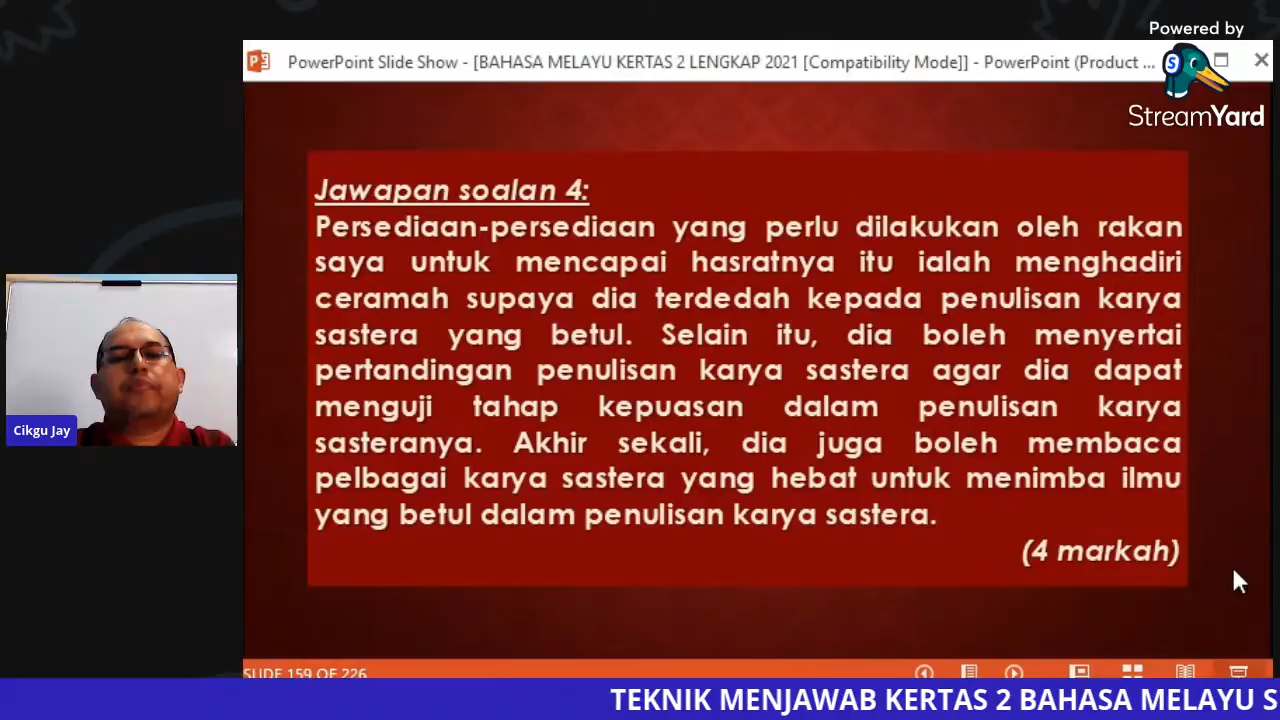 Powered by
PowerPoint Slide Show - [BAHASA MELAYU KERTAS 2 LENGKAP 2021 [Compatibility Mode]] - PowerPoint (Product ...
StreamYard
Jawapan soalan 4:
Persediaan-persediaan yang perlu dilakukan oleh rakan
saya untuk mencapai hasratnya itu ialah menghadiri
ceramah supaya dia terdedah kepada penulisan karya
sastera yang betul. Selain itu, dia boleh menyertai
pertandingan penulisan karya sastera agar dia dapat
menguji tahap kepuasan dalam penulisan karya
sasteranya. Akhir sekali, dia juga boleh membaca
pelbagai karya sastera yang hebat untuk menimba ilmu
yang betul dalam penulisan karya sastera.
(4 markah)
Cikgu Jay
SLIDE 159 OF 226
TEKNIK MENJAWAB KERTAS 2 BAHASA MELAYU S